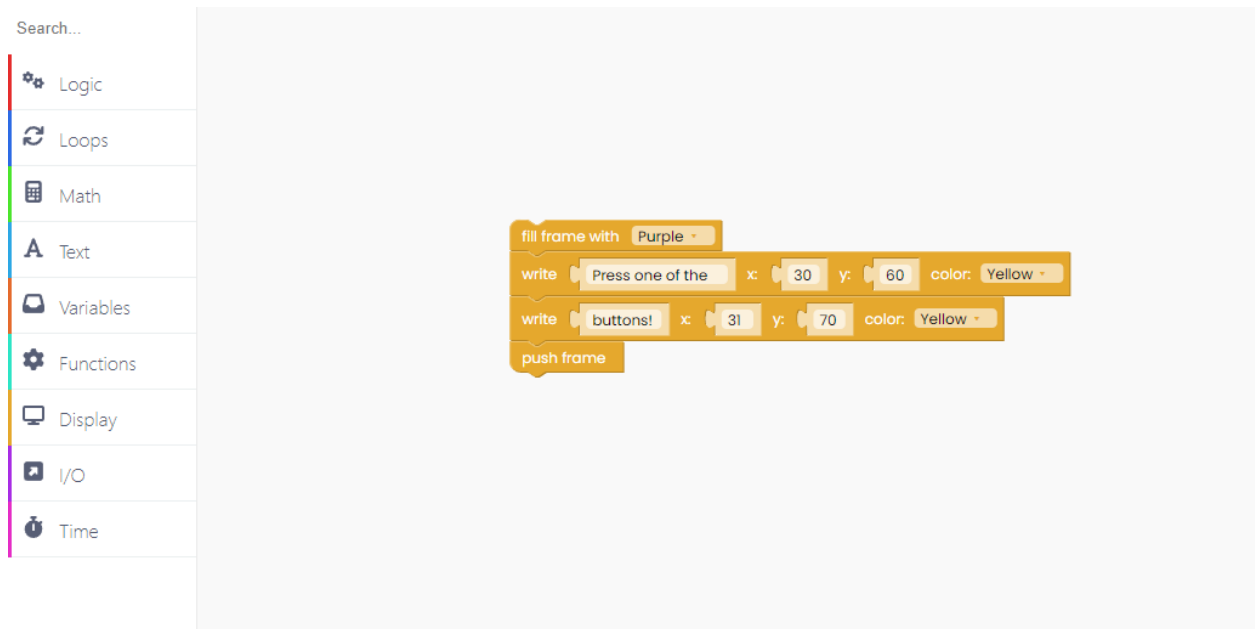 Search...
Logic
Loops
Math
Text
Variables
Functions
Display
I/O
Time
fill frame with Purple
write Press one of the x: 30 y: 60 color: Yellow
write buttons! x: 31 y: 70 color: Yellow
push frame